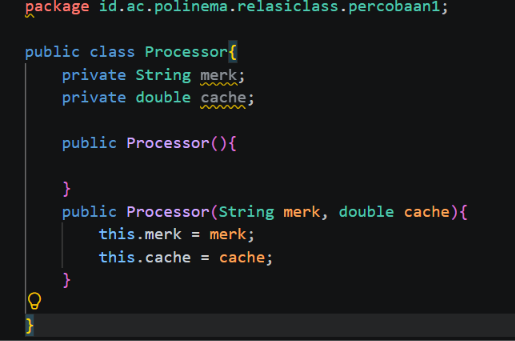 package id.ac.polinema.relasiclass.percobaan1;
public class Processor{
private String merk;
private double cache;
public Processor(){
}
public Processor(String merk, double cache){
this.merk = merk;
this.cache = cache;
}
}